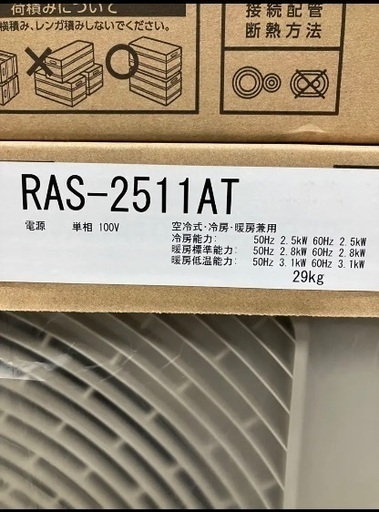 荷積みについて
横積み、レンガ積みしないでください。
接続配管
断熱方法
RAS-2511AT
電源 単相 100V
空冷式・冷房・暖房兼用
冷房能力: 50Hz 2.5kW 60Hz 2.5kW
暖房標準能力: 50Hz 2.8kW 60Hz 2.8kW
暖房低温能力: 50Hz 3.1kW 60Hz 3.1kW
29kg